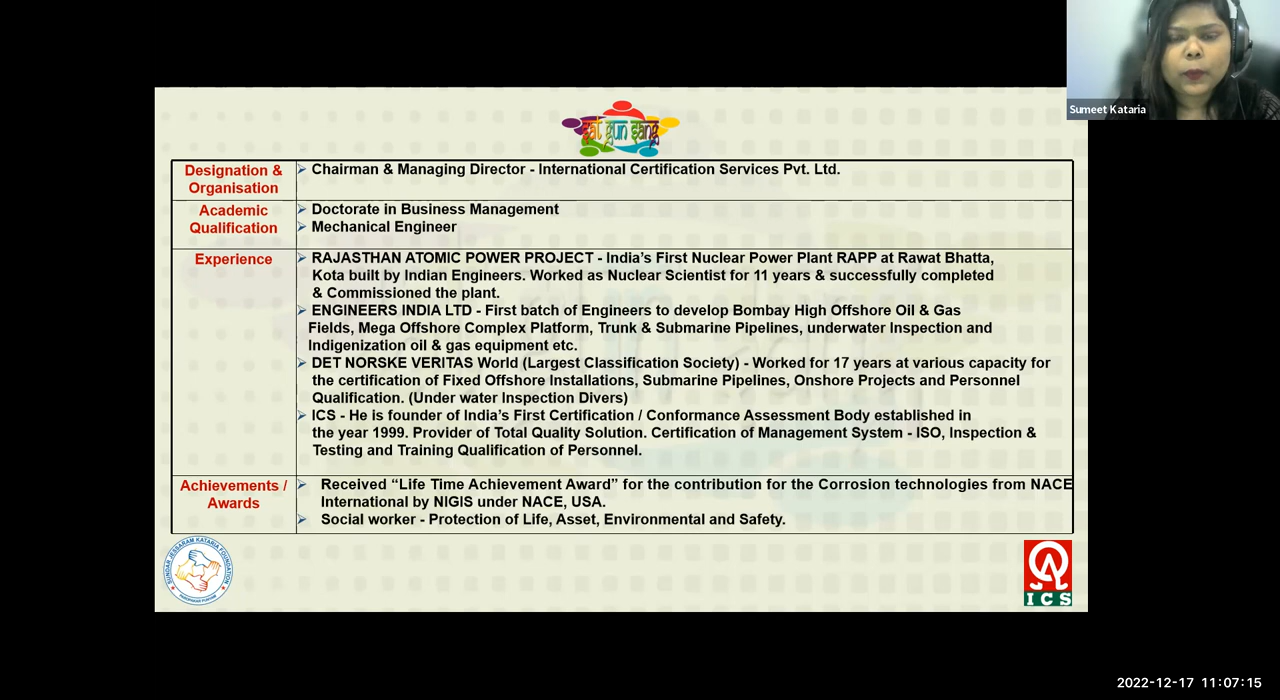 Sumeet Kataria
sat gun sang
Designation &
Organisation
➢ Chairman & Managing Director - International Certification Services Pvt. Ltd.
Academic
Qualification
➢ Doctorate in Business Management
➢ Mechanical Engineer
Experience
➢ RAJASTHAN ATOMIC POWER PROJECT - India's First Nuclear Power Plant RAPP at Rawat Bhatta,
Kota built by Indian Engineers. Worked as Nuclear Scientist for 11 years & successfully completed
& Commissioned the plant.
➢ ENGINEERS INDIA LTD - First batch of Engineers to develop Bombay High Offshore Oil & Gas
Fields, Mega Offshore Complex Platform, Trunk & Submarine Pipelines, underwater Inspection and
Indigenization oil & gas equipment etc.
➢ DET NORSKE VERITAS World (Largest Classification Society) - Worked for 17 years at various capacity for
the certification of Fixed Offshore Installations, Submarine Pipelines, Onshore Projects and Personnel
Qualification. (Under water Inspection Divers)
➢ ICS - He is founder of India's First Certification / Conformance Assessment Body established in
the year 1999. Provider of Total Quality Solution. Certification of Management System - ISO, Inspection &
Testing and Training Qualification of Personnel.
Achievements /
Awards
➢ Received “Life Time Achievement Award” for the contribution for the Corrosion technologies from NACE
International by NIGIS under NACE, USA.
➢ Social worker - Protection of Life, Asset, Environmental and Safety.
SUNDAR JESSARAM KATARIA FOUNDATION
ICS
2022-12-17 11:07:15